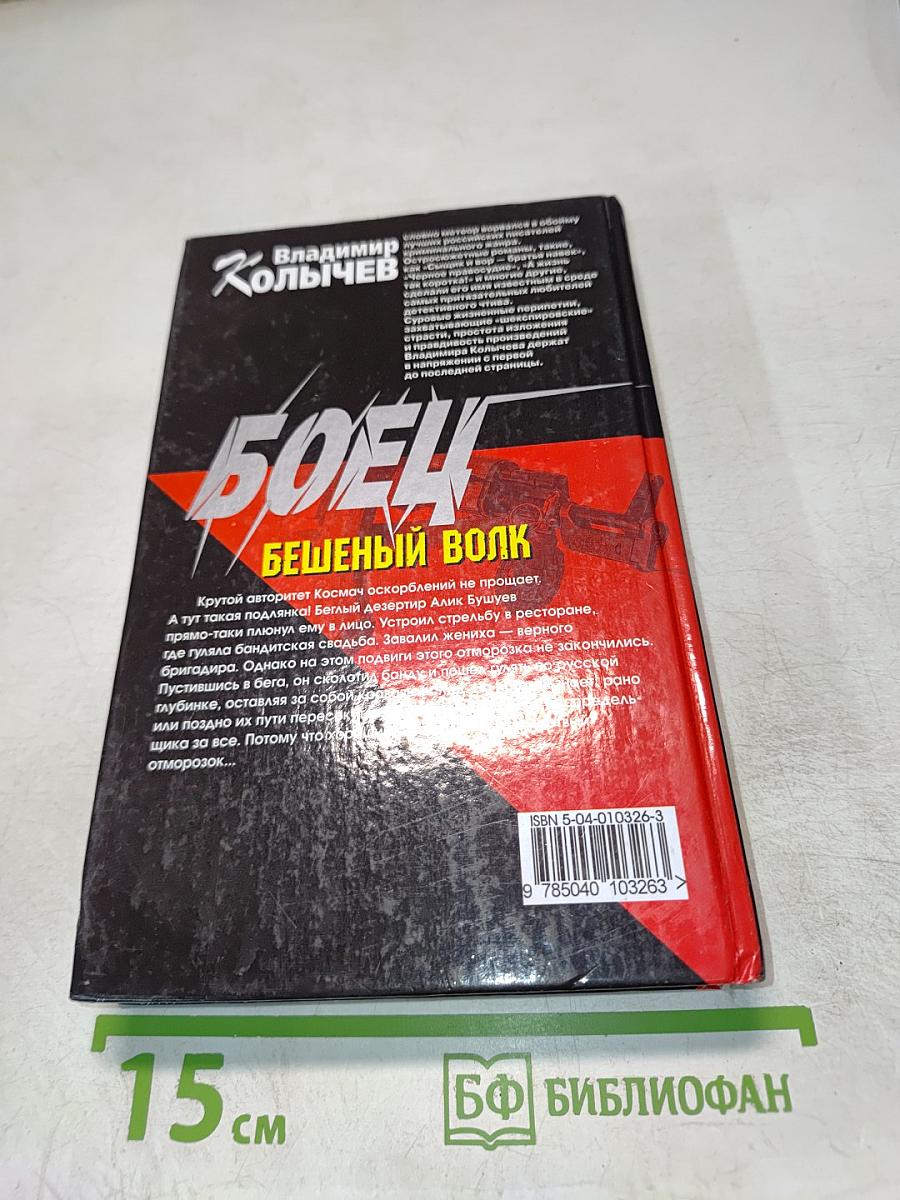 Владимир
Колычев
словно метеор ворвался в обойму
лучших российских писателей
криминального жанра.
Остросюжетные романы, такие,
как «Сыщик и вор — братья навек»,
«Черное правосудие», «А жизнь
так коротка!» и многие другие,
сделали его имя известным в среде
самых притязательных любителей
детективного чтива.
Суровые жизненные перипетии,
захватывающие «шекспировские»
страсти, простота изложения
и правдивость произведений
Владимира Колычева держат
в напряжении с первой
до последней страницы.
БОЕЦ
БЕШЕНЫЙ ВОЛК
Крутой авторитет Космач оскорблений не прощает.
А тут такая подлянка! Беглый дезертир Алик Бушуев
прямо-таки плюнул ему в лицо. Устроил стрельбу в ресторане,
где гуляла бандитская свадьба. Завалил жениха — верного
бригадира. Однако на этом подвиги этого отморозка не закончились.
Пустившись в бега, он сколотил банду и пошел гулять по русской
глубинке, оставляя за собой рано
или поздно их пути
щика за все. Потому что
отморозок...
ISBN 5-04-010326-3
9 785040 103263 >
15 см
БФ БИБЛИОФАН